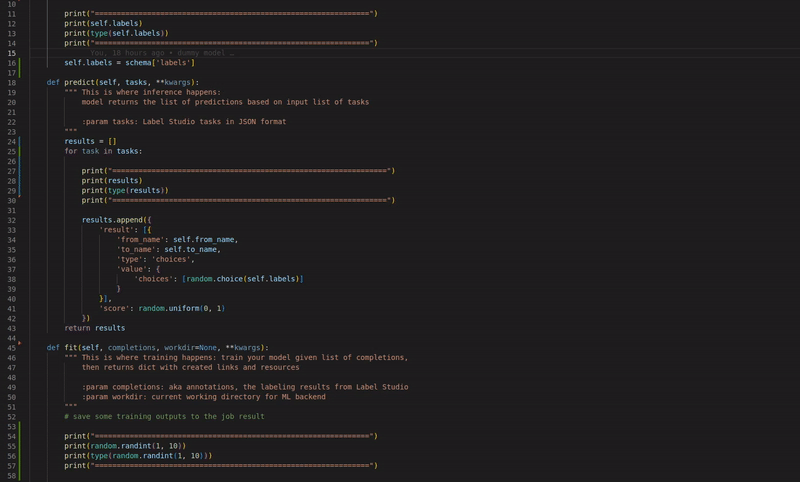 10
11 print("===============================================================")
12 print(self.labels)
13 print(type(self.labels))
14 print("===============================================================")
15 You, 18 hours ago • dummy model …
16 self.labels = schema['labels']
17
18 def predict(self, tasks, **kwargs):
19 """ This is where inference happens:
20 model returns the list of predictions based on input list of tasks
21
22 :param tasks: Label Studio tasks in JSON format
23 """
24 results = []
25 for task in tasks:
26
27 print("===============================================================")
28 print(results)
29 print(type(results))
30 print("===============================================================")
31
32 results.append({
33 'result': [{
34 'from_name': self.from_name,
35 'to_name': self.to_name,
36 'type': 'choices',
37 'value': {
38 'choices': [random.choice(self.labels)]
39 }
40 }],
41 'score': random.uniform(0, 1)
42 })
43 return results
44
45 def fit(self, completions, workdir=None, **kwargs):
46 """ This is where training happens: train your model given list of completions,
47 then returns dict with created links and resources
48
49 :param completions: aka annotations, the labeling results from Label Studio
50 :param workdir: current working directory for ML backend
51 """
52 # save some training outputs to the job result
53
54 print("===============================================================")
55 print(random.randint(1, 10))
56 print(type(random.randint(1, 10)))
57 print("===============================================================")
58